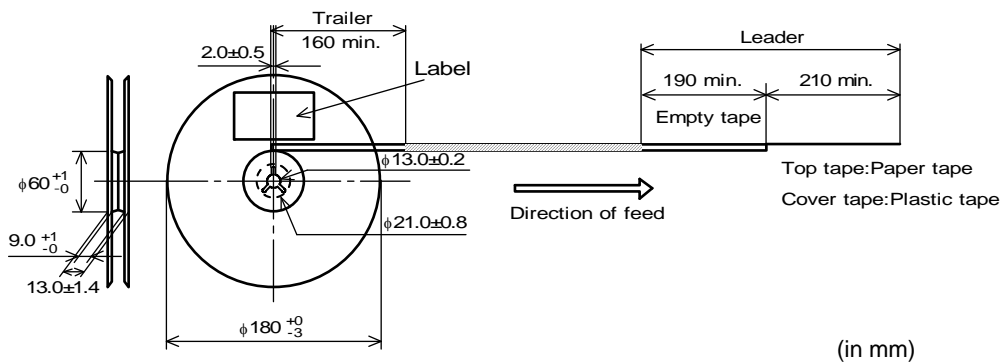 Trailer
160 min.
2.0±0.5
Label
Leader
190 min.
210 min.
Empty tape
φ13.0±0.2
φ60 +1 -0
Top tape:Paper tape
Cover tape:Plastic tape
Direction of feed
φ21.0±0.8
9.0 +1 -0
13.0±1.4
φ180 +0 -3
(in mm)